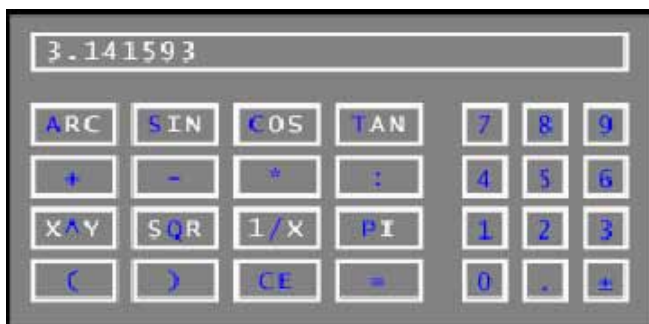 3.141593
ARC SIN COS TAN 7 8 9
+ - * : 4 5 6
X^Y SQR 1/X PI 1 2 3
( ) CE = 0 . ±